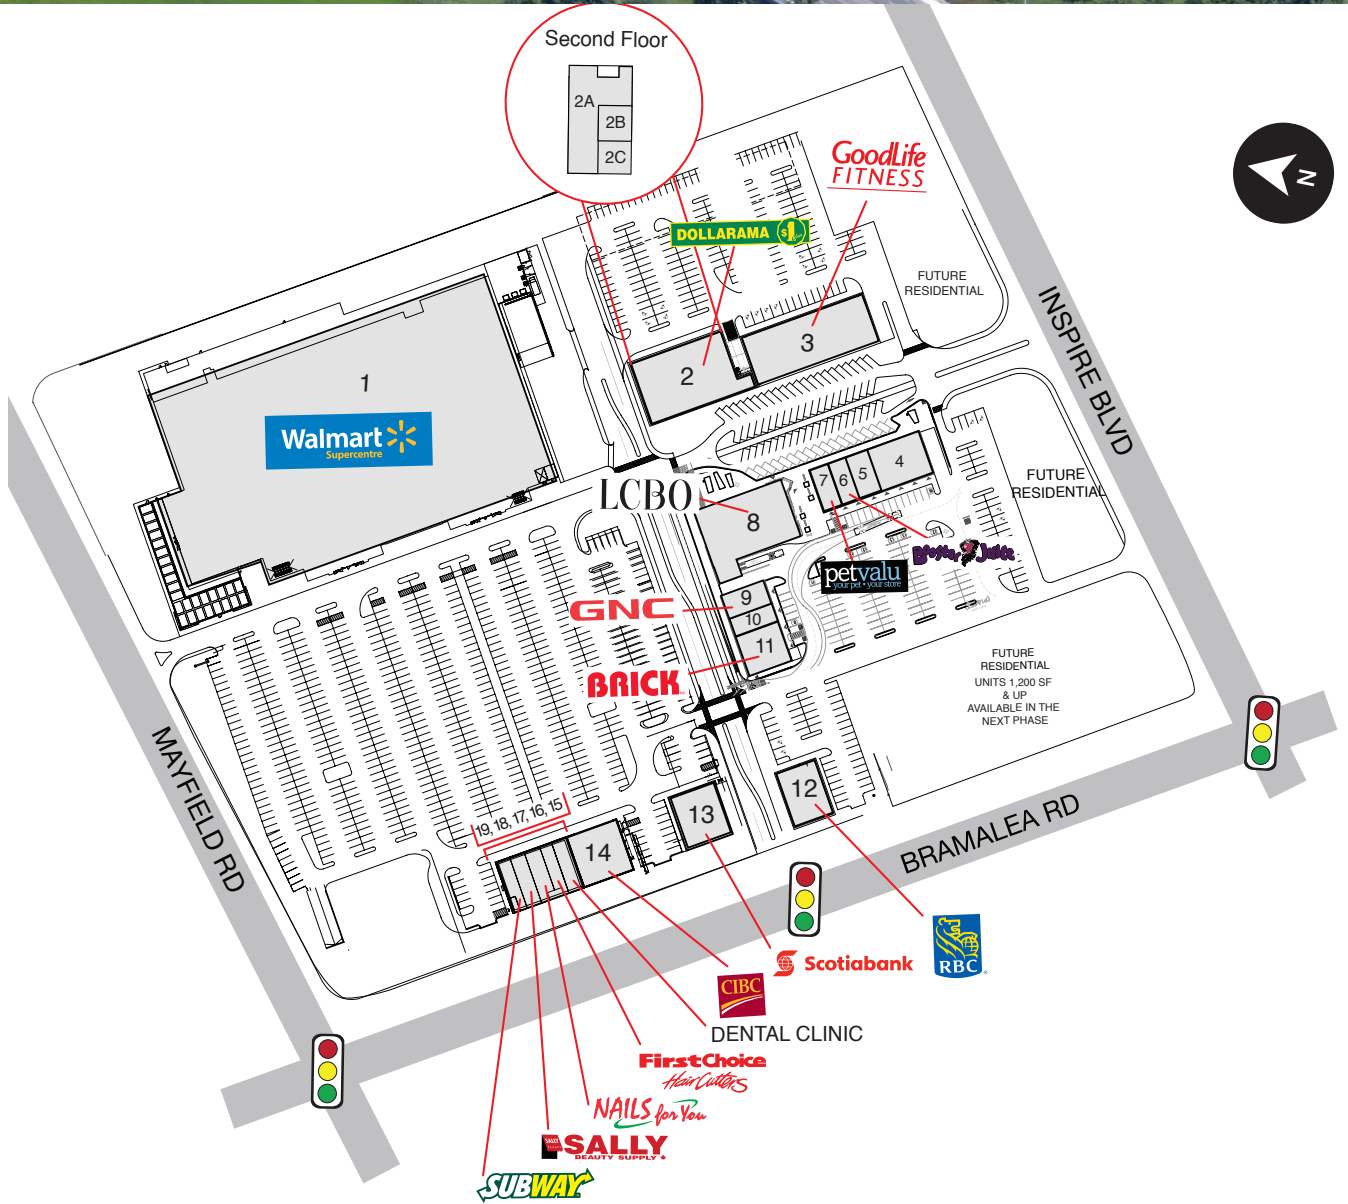 Second Floor
2A
2B
2C
GoodLife
FITNESS
DOLLARAMA $1
N
FUTURE
RESIDENTIAL
INSPIRE BLVD
1
Walmart
Supercentre
2
3
LCBO
8
7
6
5
4
FUTURE
RESIDENTIAL
petvalu
your pet • your store
Booster Juice
GNC
9
10
11
BRICK
FUTURE
RESIDENTIAL
UNITS 1,200 SF
& UP
AVAILABLE IN THE
NEXT PHASE
MAYFIELD RD
12
13
14
19, 18, 17, 16, 15
BRAMALEA RD
RBC
Scotiabank
CIBC
DENTAL CLINIC
FirstChoice
HairCutters
NAILS for You
SALLY
BEAUTY SUPPLY
SUBWAY